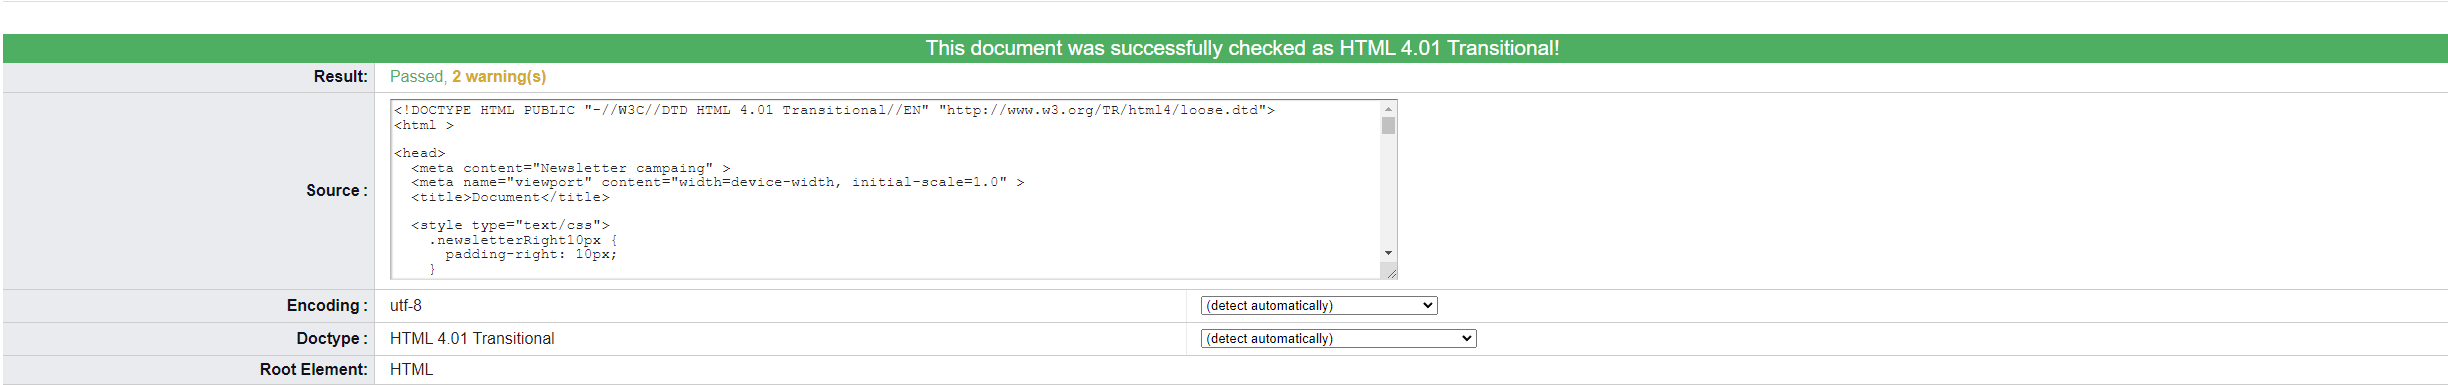 This document was successfully checked as HTML 4.01 Transitional!
Result: Passed, 2 warning(s)
Source :
<!DOCTYPE HTML PUBLIC "-//W3C//DTD HTML 4.01 Transitional//EN" "http://www.w3.org/TR/html4/loose.dtd">
<html >
<head>
  <meta content="Newsletter campaing" >
  <meta name="viewport" content="width=device-width, initial-scale=1.0" >
  <title>Document</title>
  <style type="text/css">
    .newsletterRight10px {
      padding-right: 10px;
    }
Encoding : utf-8 (detect automatically)
Doctype : HTML 4.01 Transitional (detect automatically)
Root Element: HTML